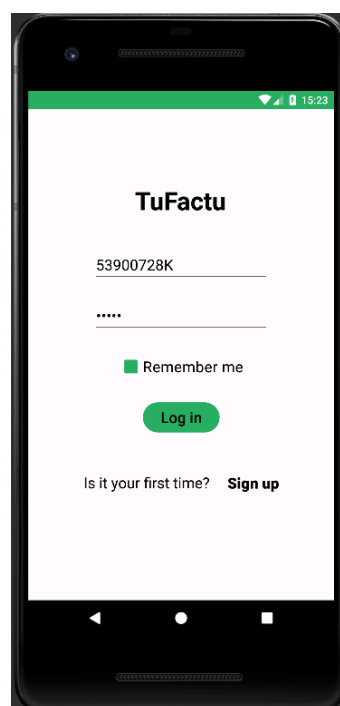 15:23
TuFactu
53900728K
•••••
Remember me
Log in
Is it your first time? Sign up